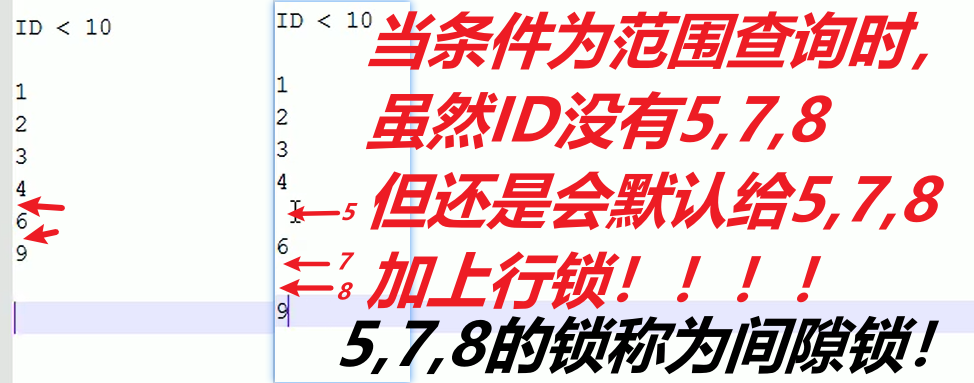 ID < 10
1
2
3
4
6
9
ID < 10
1
2
3
4
5
6
7
8
9
当条件为范围查询时，
虽然ID没有5,7,8
但还是会默认给5,7,8
加上行锁！！！！
5,7,8的锁称为间隙锁！